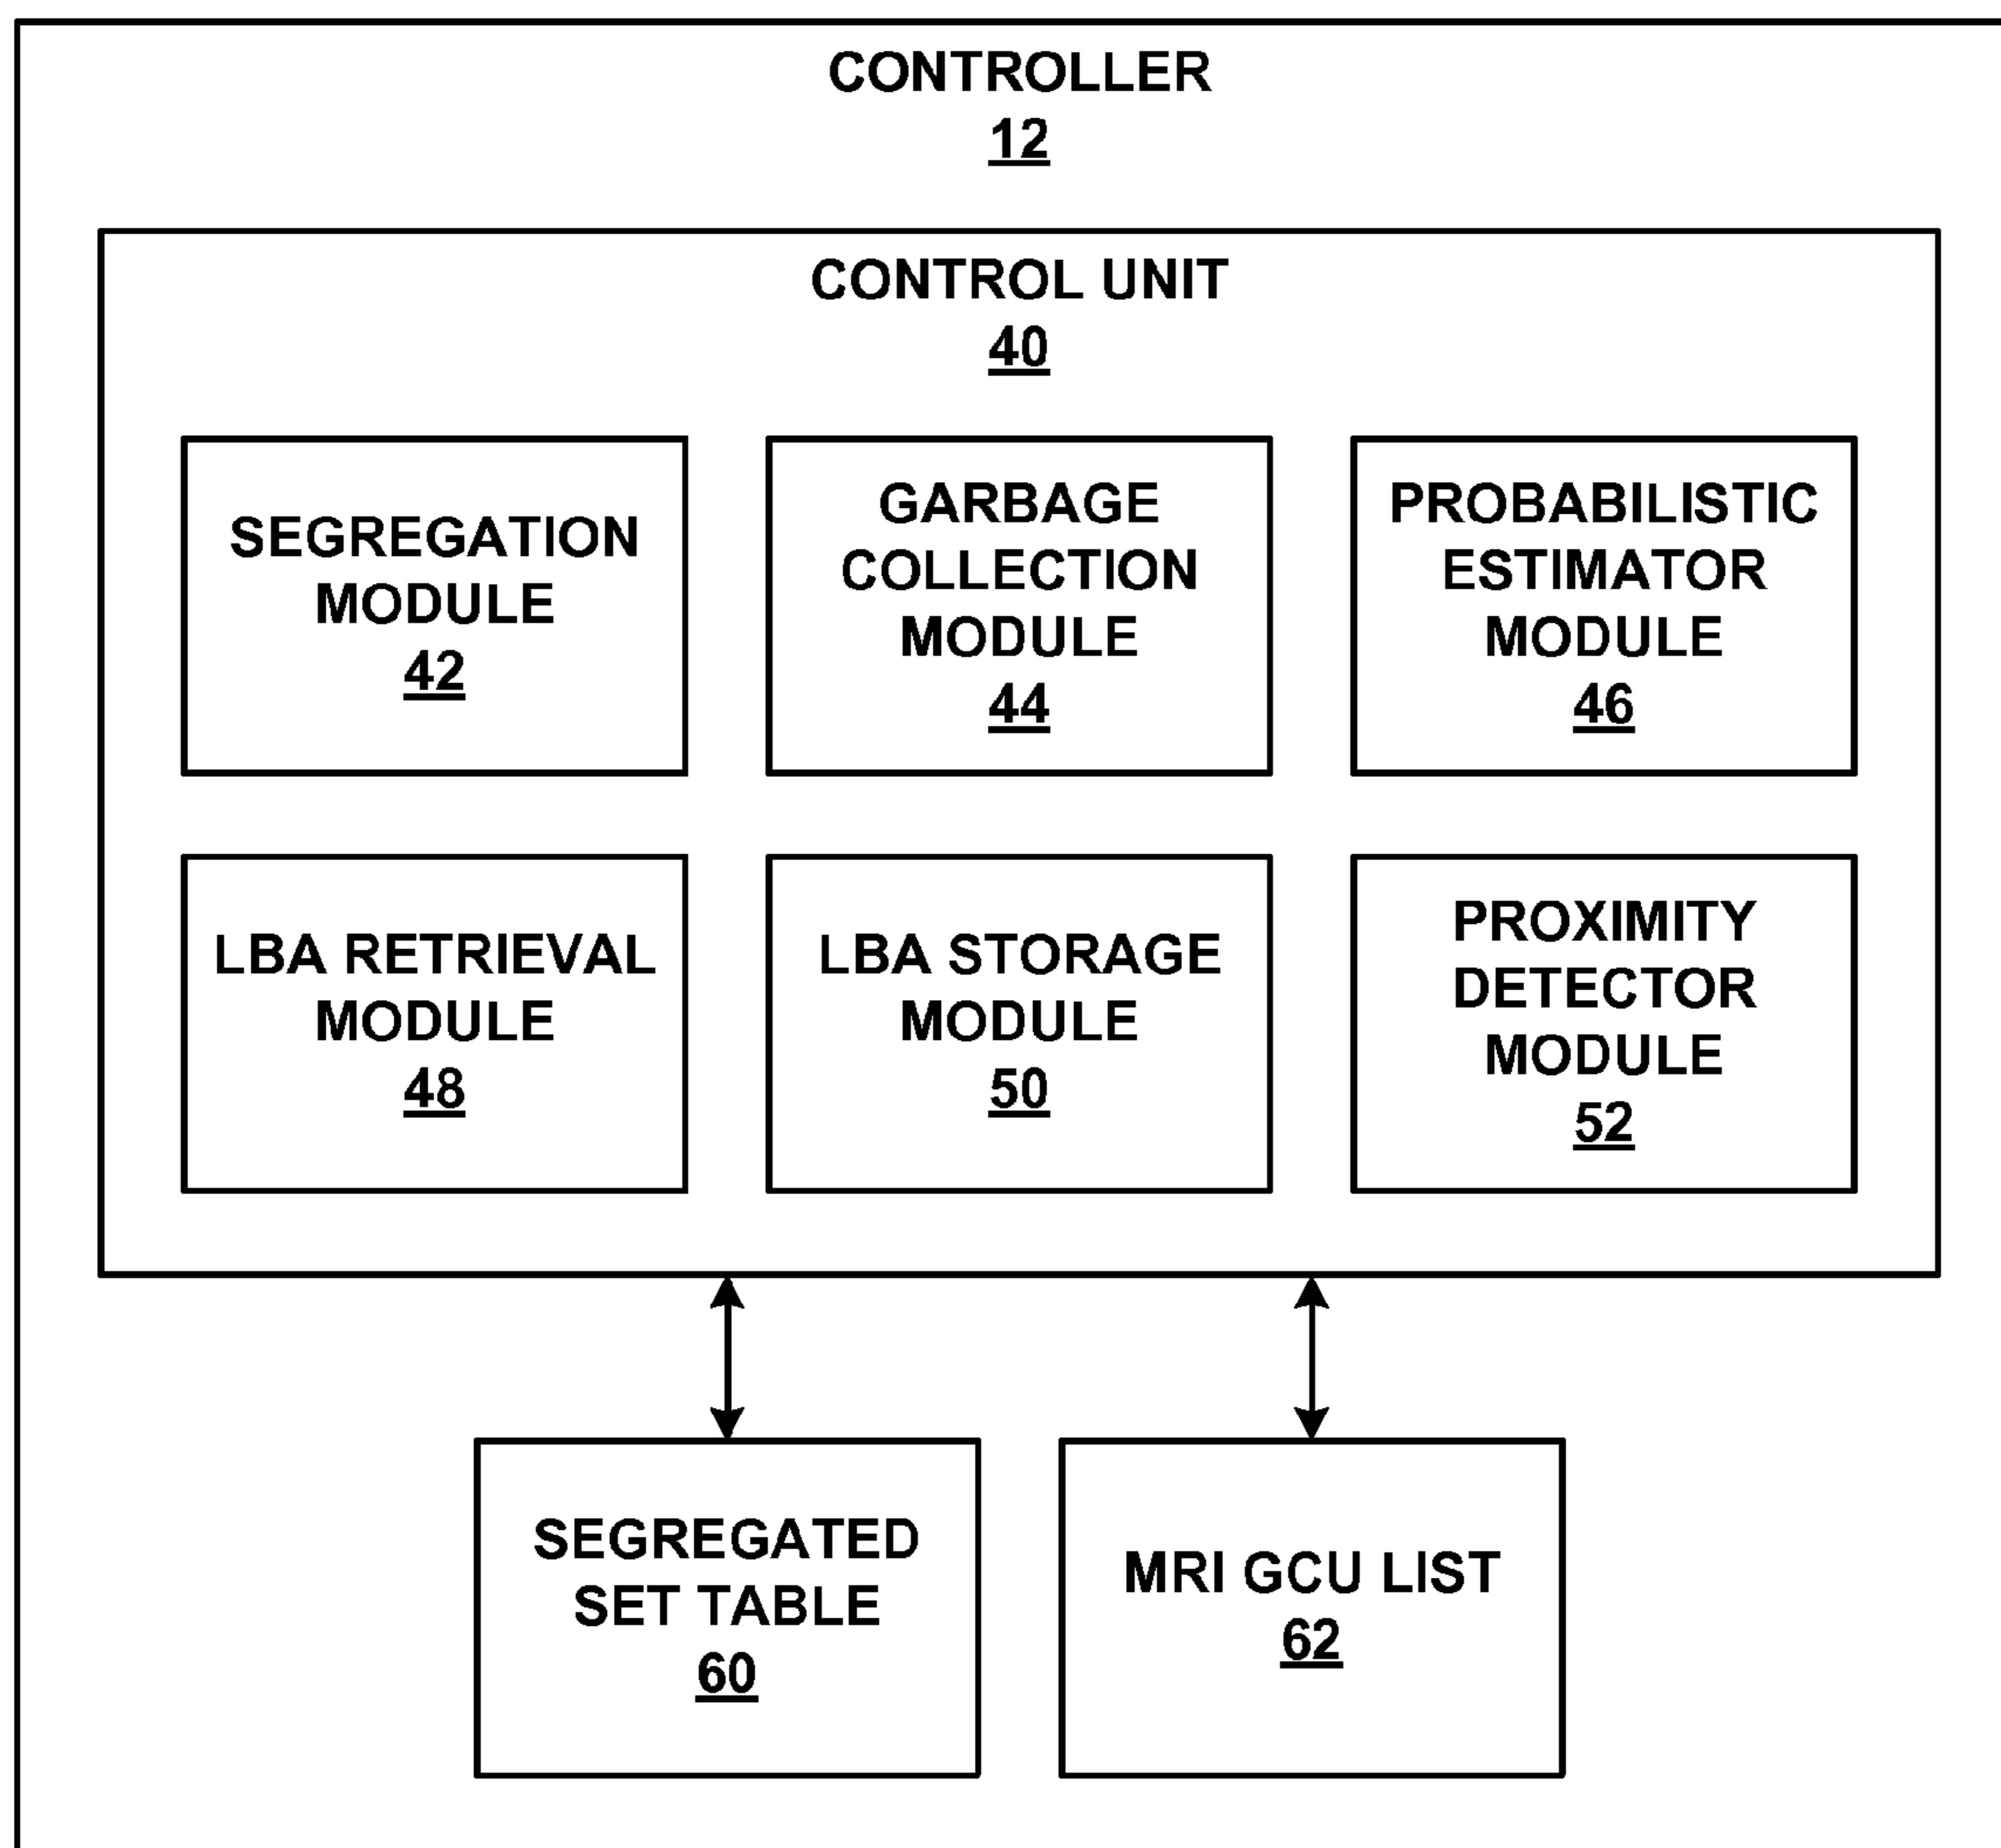 CONTROLLER
12
CONTROL UNIT
40
SEGREGATION
MODULE
42
GARBAGE
COLLECTION
MODULE
44
PROBABILISTIC
ESTIMATOR
MODULE
46
LBA RETRIEVAL
MODULE
48
LBA STORAGE
MODULE
50
PROXIMITY
DETECTOR
MODULE
52
SEGREGATED
SET TABLE
60
MRI GCU LIST
62